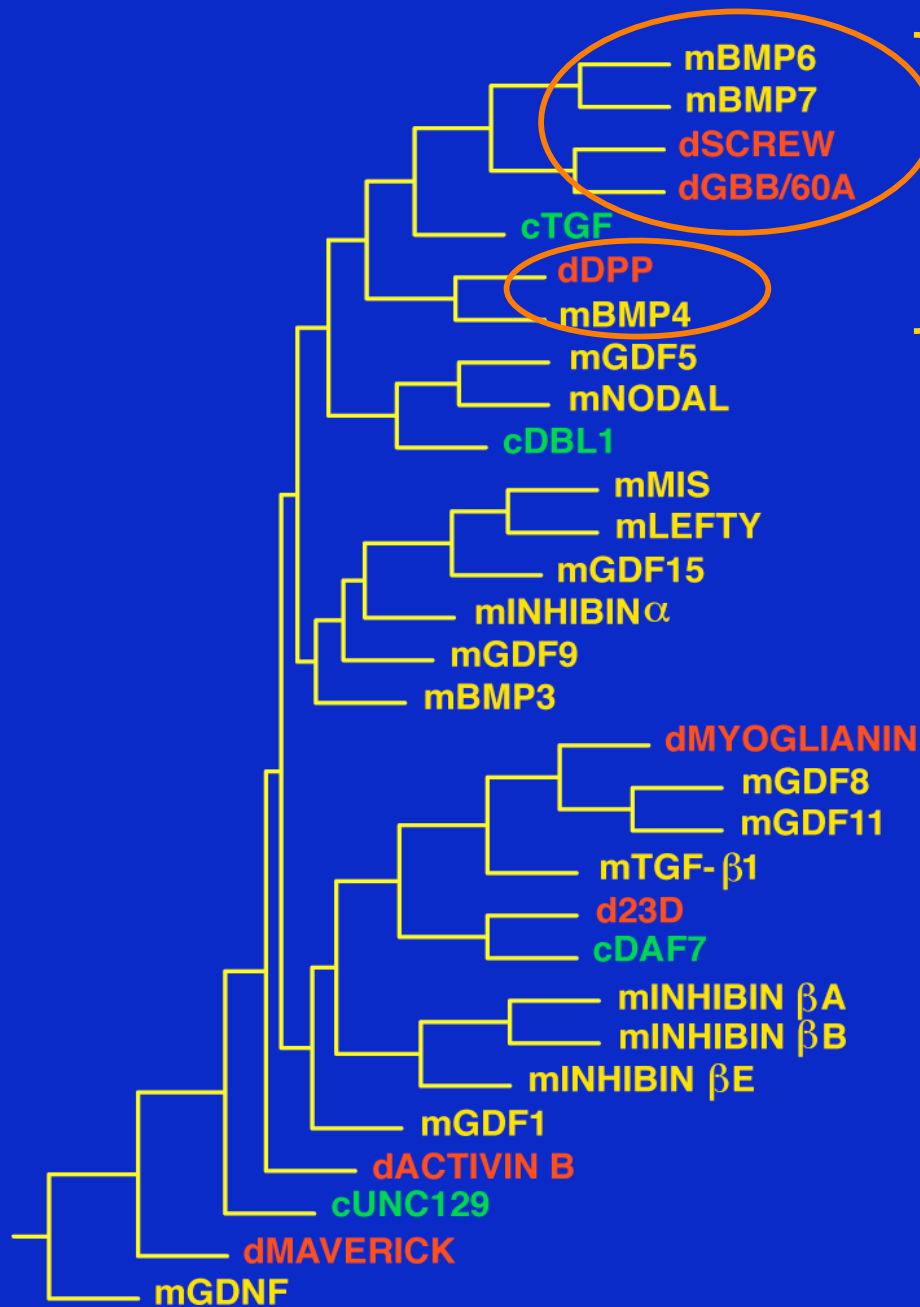 mBMP6
mBMP7
dSCREW
dGBB/60A
cTGF
dDPP
mBMP4
mGDF5
mNODAL
cDBL1
mMIS
mLEFTY
mGDF15
mINHIBINα
mGDF9
mBMP3
dMYOGLIANIN
mGDF8
mGDF11
mTGF-β1
d23D
cDAF7
mINHIBIN βA
mINHIBIN βB
mINHIBIN βE
mGDF1
dACTIVIN B
cUNC129
dMAVERICK
mGDNF